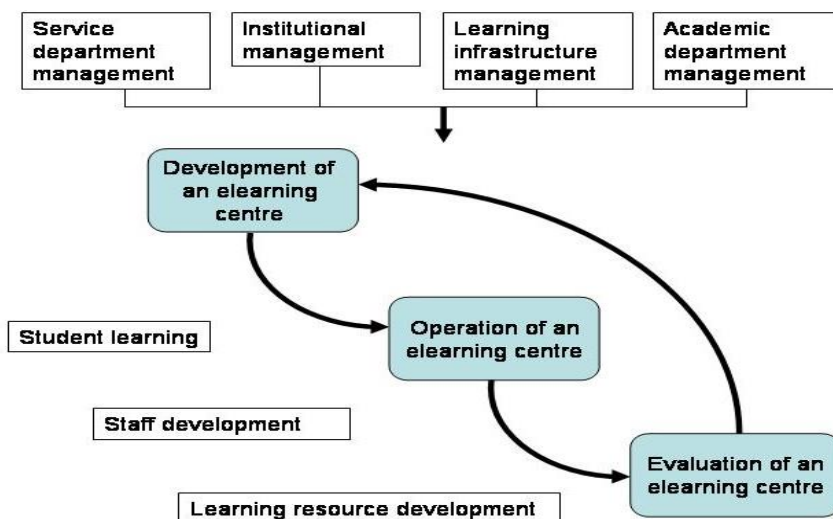 Service
department
management
Institutional
management
Learning
infrastructure
management
Academic
department
management
Development of
an elearning
centre
Student learning
Operation of an
elearning centre
Staff development
Evaluation of an
elearning centre
Learning resource development